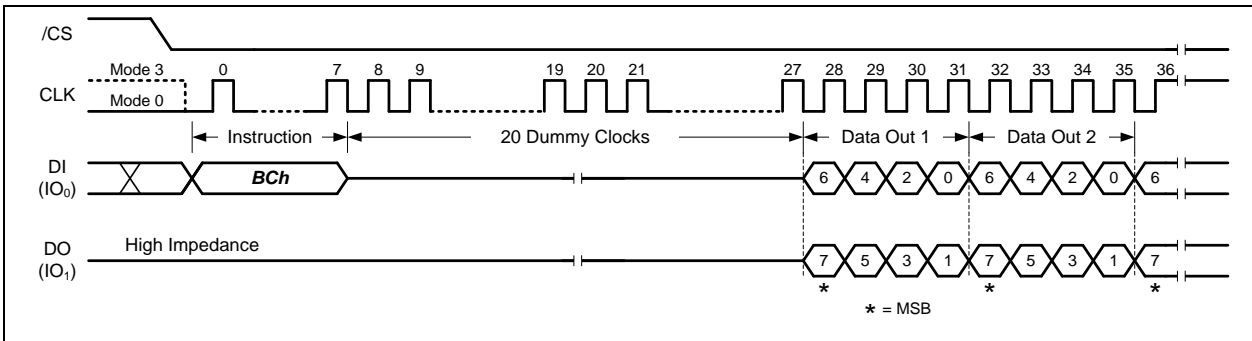 /CS
Mode 3 0 7 8 9 19 20 21 27 28 29 30 31 32 33 34 35 36
CLK
Mode 0
Instruction 20 Dummy Clocks Data Out 1 Data Out 2
DI
(IO0)
BCh 6 4 2 0 6 4 2 0 6
High Impedance
DO
(IO1)
7 5 3 1 7 5 3 1 7
* * *
* = MSB